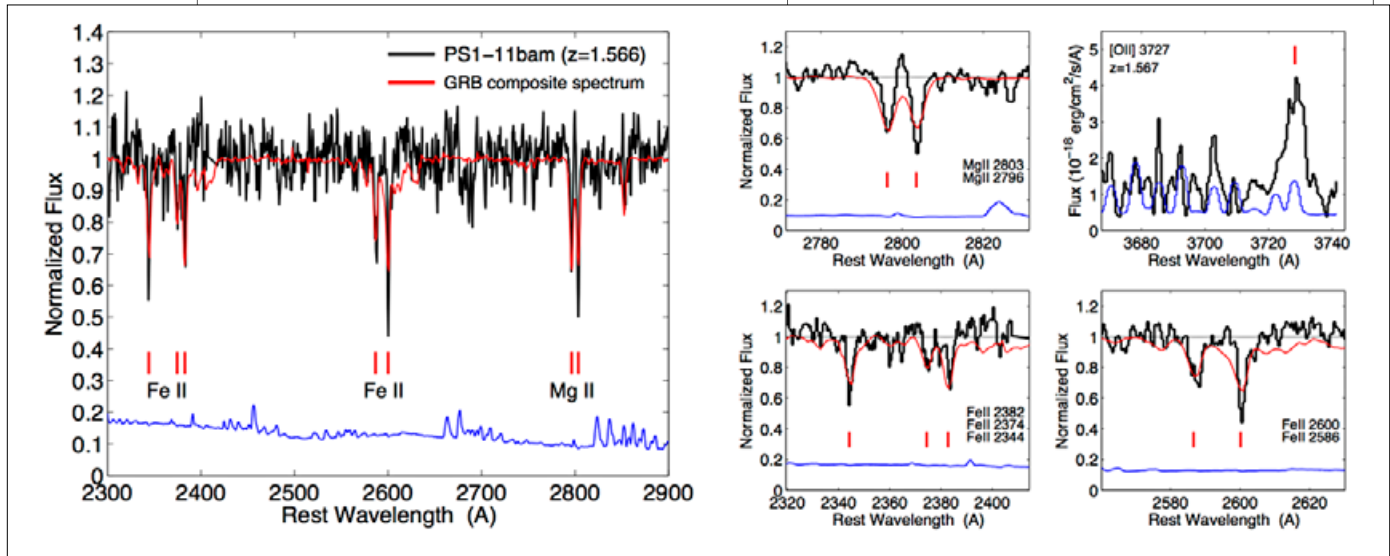 1.4
1.3
1.2
1.1
1
0.9
0.8
0.7
0.6
0.5
0.4
0.3
0.2
0.1
0
Normalized Flux
PS1-11bam (z=1.566)
GRB composite spectrum
Fe II
Fe II
Mg II
2300 2400 2500 2600 2700 2800 2900
Rest Wavelength (A)
1.2
1
0.8
0.6
0.4
0.2
0
Normalized Flux
MgII 2803
MgII 2796
2780 2800 2820
Rest Wavelength (A)
[OII] 3727
z=1.567
5
4
3
2
1
0
Flux (10⁻¹⁸ erg/cm²/s/A)
3680 3700 3720 3740
Rest Wavelength (A)
1.2
1
0.8
0.6
0.4
0.2
0
Normalized Flux
FeII 2382
FeII 2374
FeII 2344
2320 2340 2360 2380 2400
Rest Wavelength (A)
1.2
1
0.8
0.6
0.4
0.2
0
Normalized Flux
FeII 2600
FeII 2586
2580 2600 2620
Rest Wavelength (A)